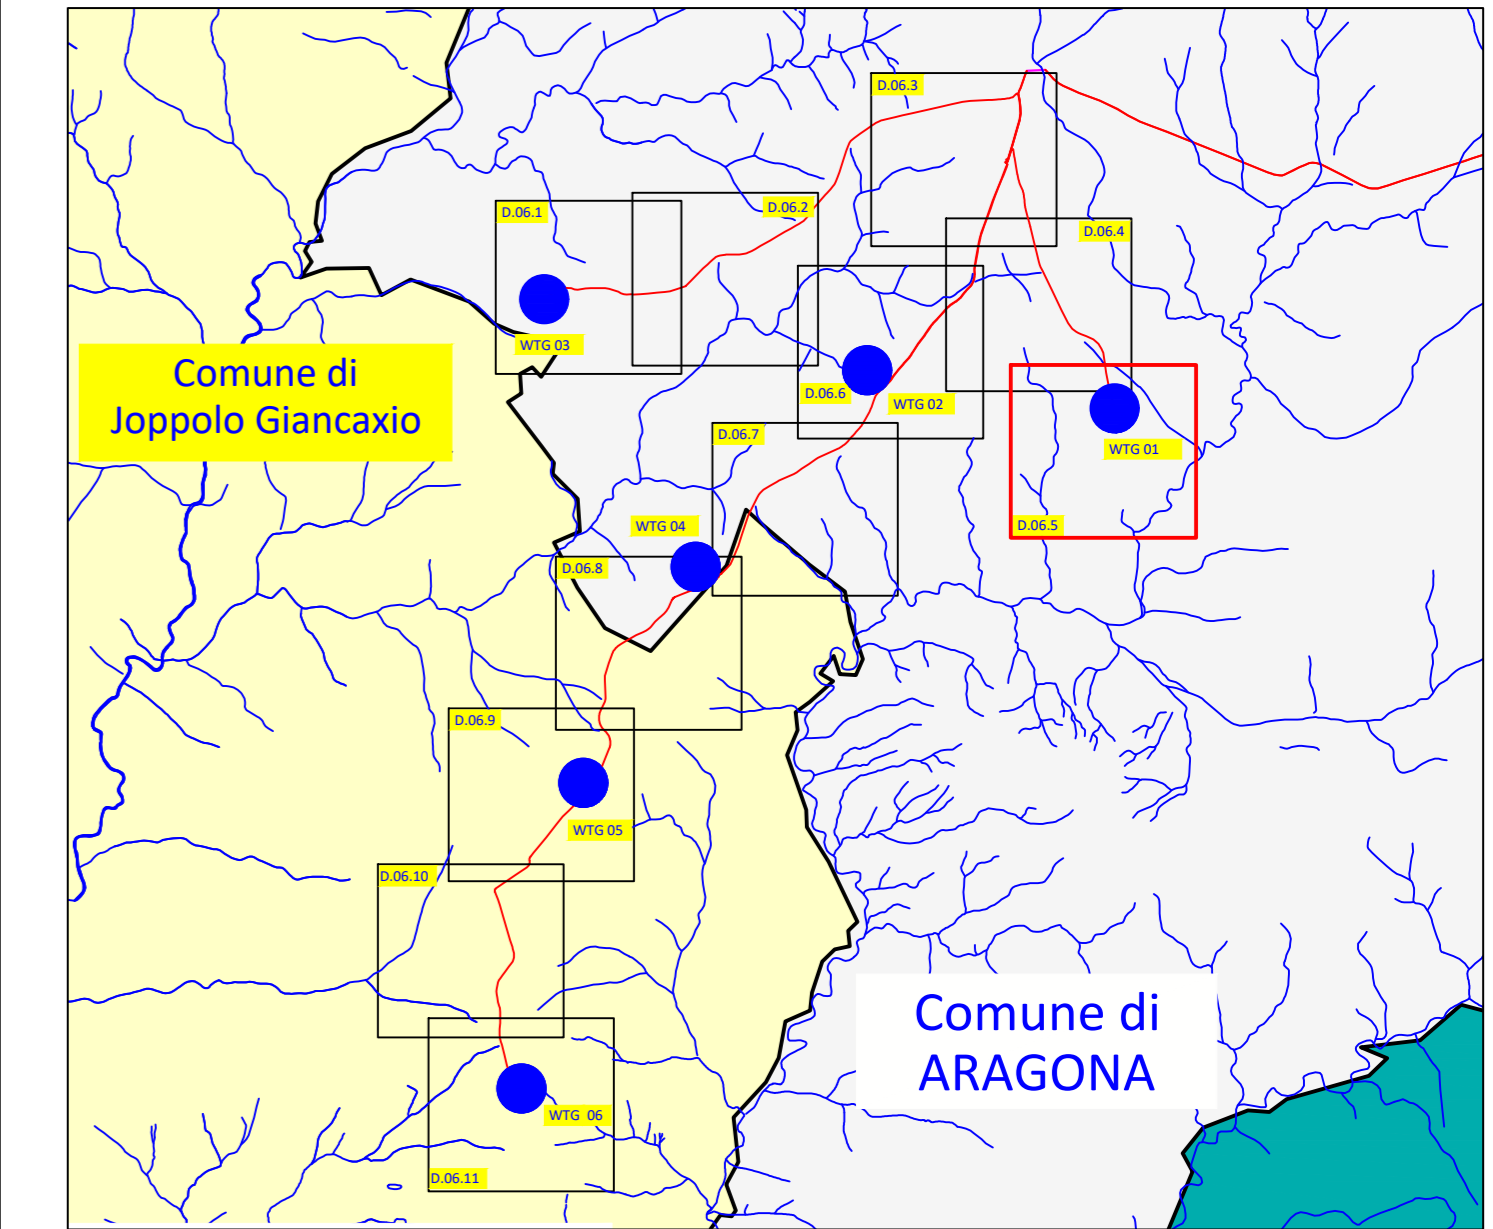 D.06.3
D.06.1
D.06.2
D.06.4
WTG 03
Comune di
Joppolo Giancaxio
D.06.6
WTG 02
D.06.7
WTG 01
WTG 04
D.06.5
D.06.8
D.06.9
WTG 05
D.06.10
Comune di
ARAGONA
WTG 06
D.06.11